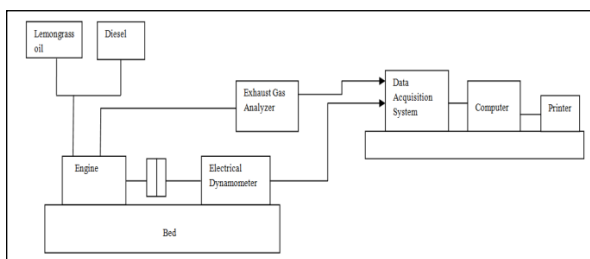 Lemongrass
oil
Diesel
Exhaust Gas
Analyzer
Data
Acquisition
System
Computer
Printer
Engine
Electrical
Dynamometer
Bed